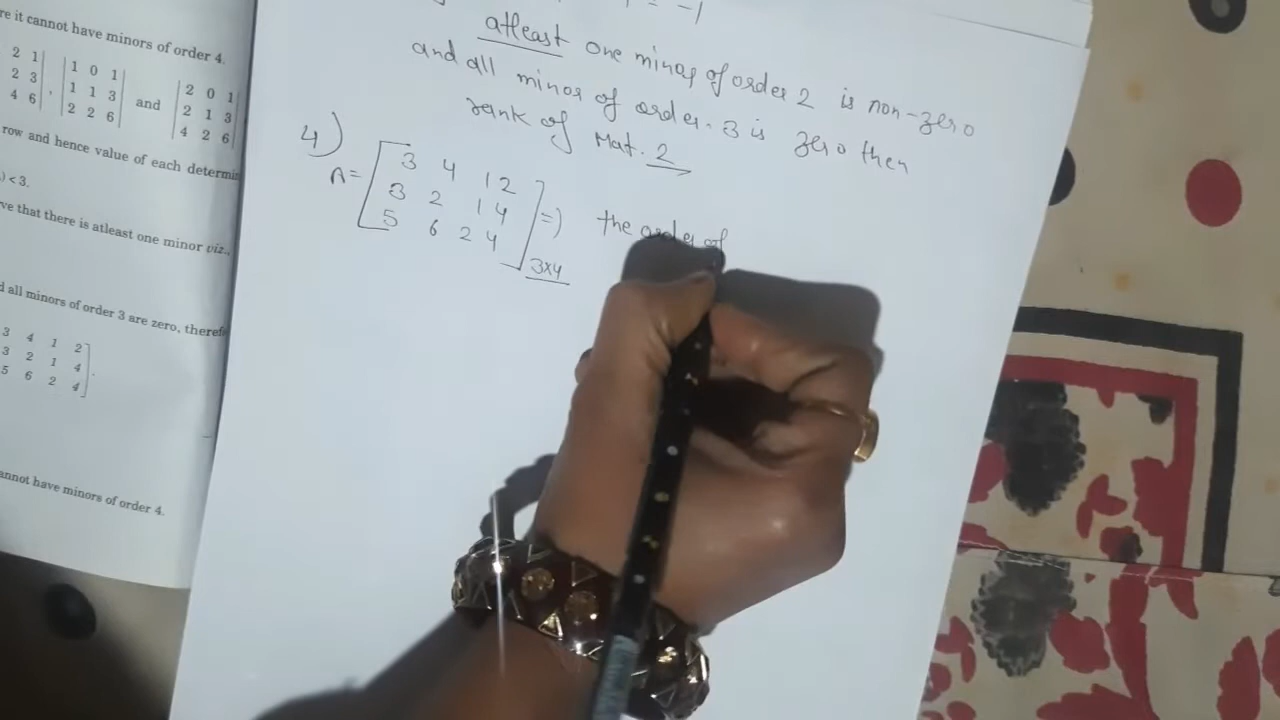 re it cannot have minors of order 4.
2 1
2 3
4 6
,
1 0 1
1 1 3
2 2 6
and
2 0 1
2 1 3
4 2 6
row and hence value of each determin
) < 3.
ve that there is atleast one minor viz.,
d all minors of order 3 are zero, theref
3 4 1 2
3 2 1 4
5 6 2 4
.
annot have minors of order 4.
= -1
atleast one minor of order 2 is non-zero
and all minor of order. 3 is zero then
rank of Mat. 2
4)
A= [ 3 4 1 2
3 2 1 4
5 6 2 4 ] 3x4 =) the order of